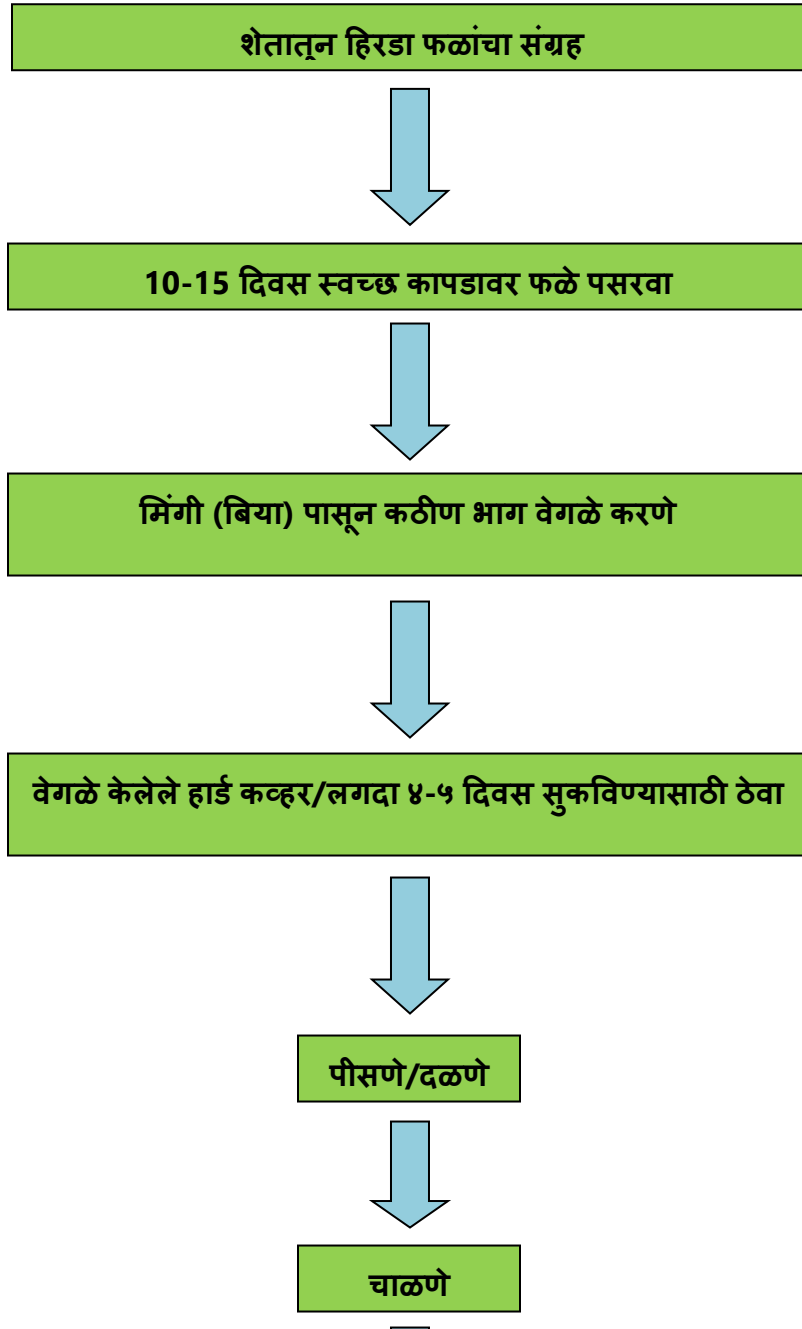 शेतातून हिरडा फळांचा संग्रह
10-15 दिवस स्वच्छ कापडावर फळे पसरवा
मिंगी (बिया) पासून कठीण भाग वेगळे करणे
वेगळे केलेले हार्ड कव्हर/लगदा ४-५ दिवस सुकविण्यासाठी ठेवा
पीसणे/दळणे
चाळणे